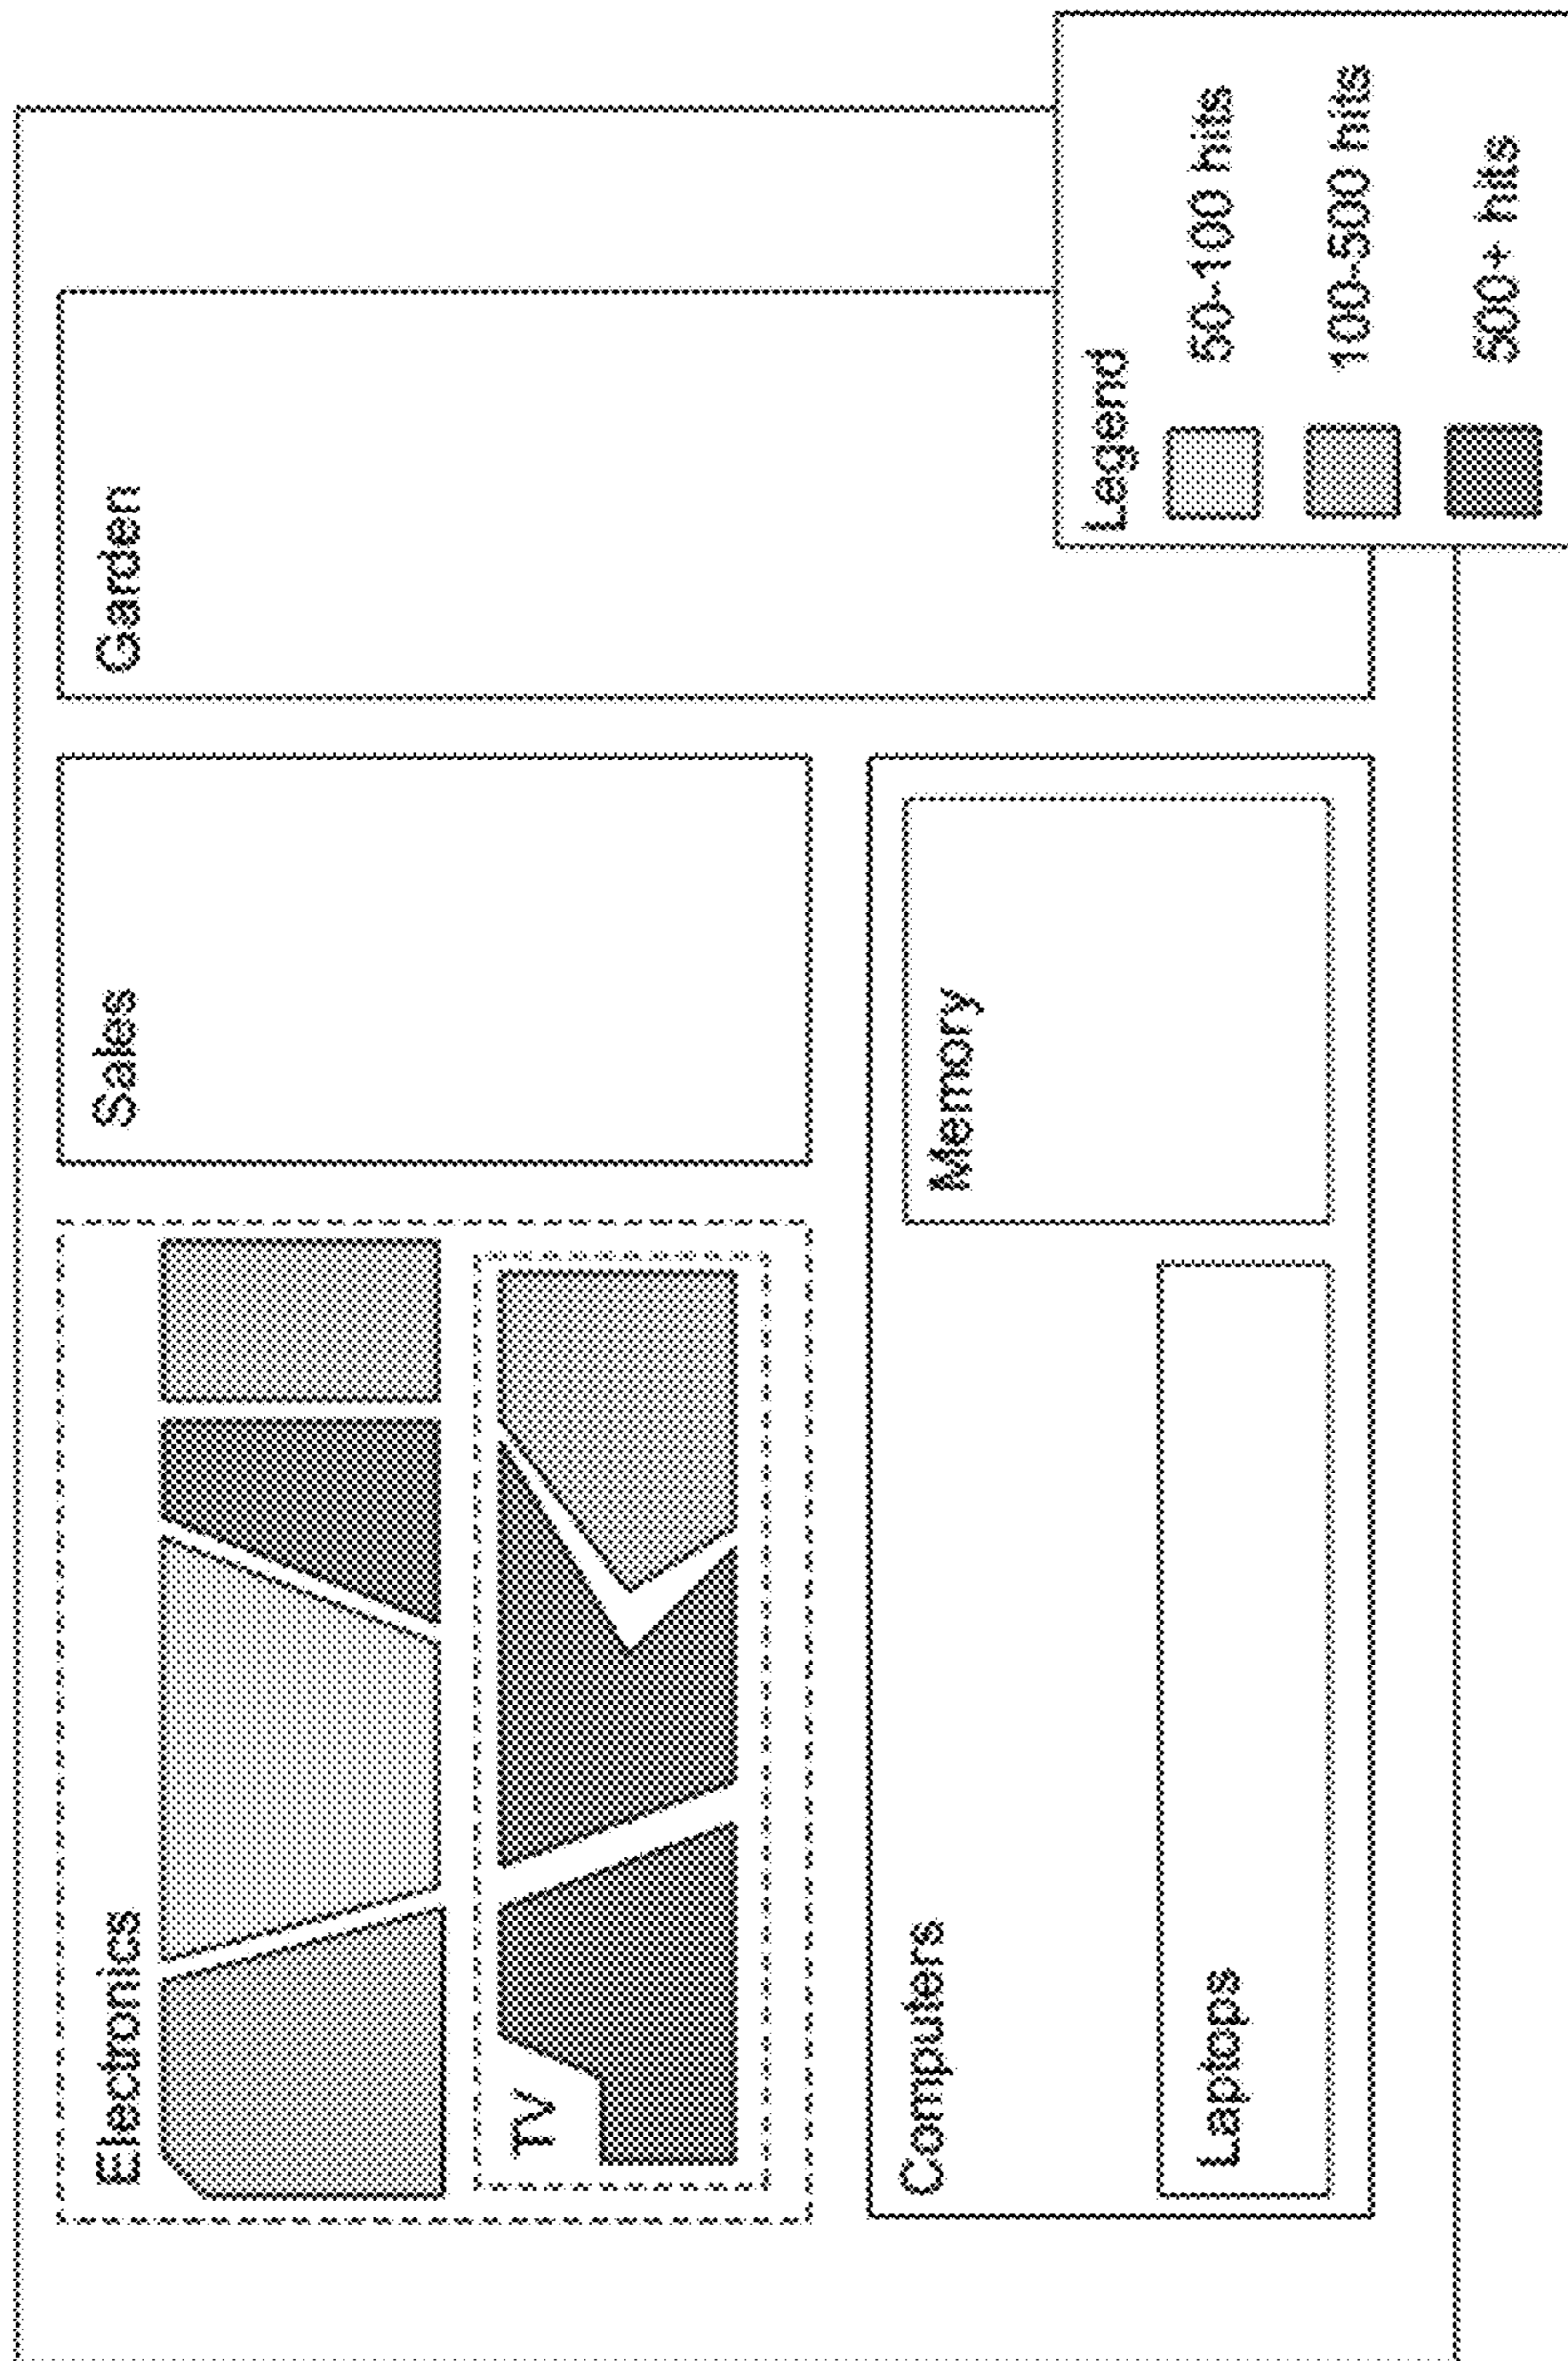 Electronics
Sales
Garden
TV
Computers
Memory
Laptops
Legend
50-100 hits
100-500 hits
500+ hits